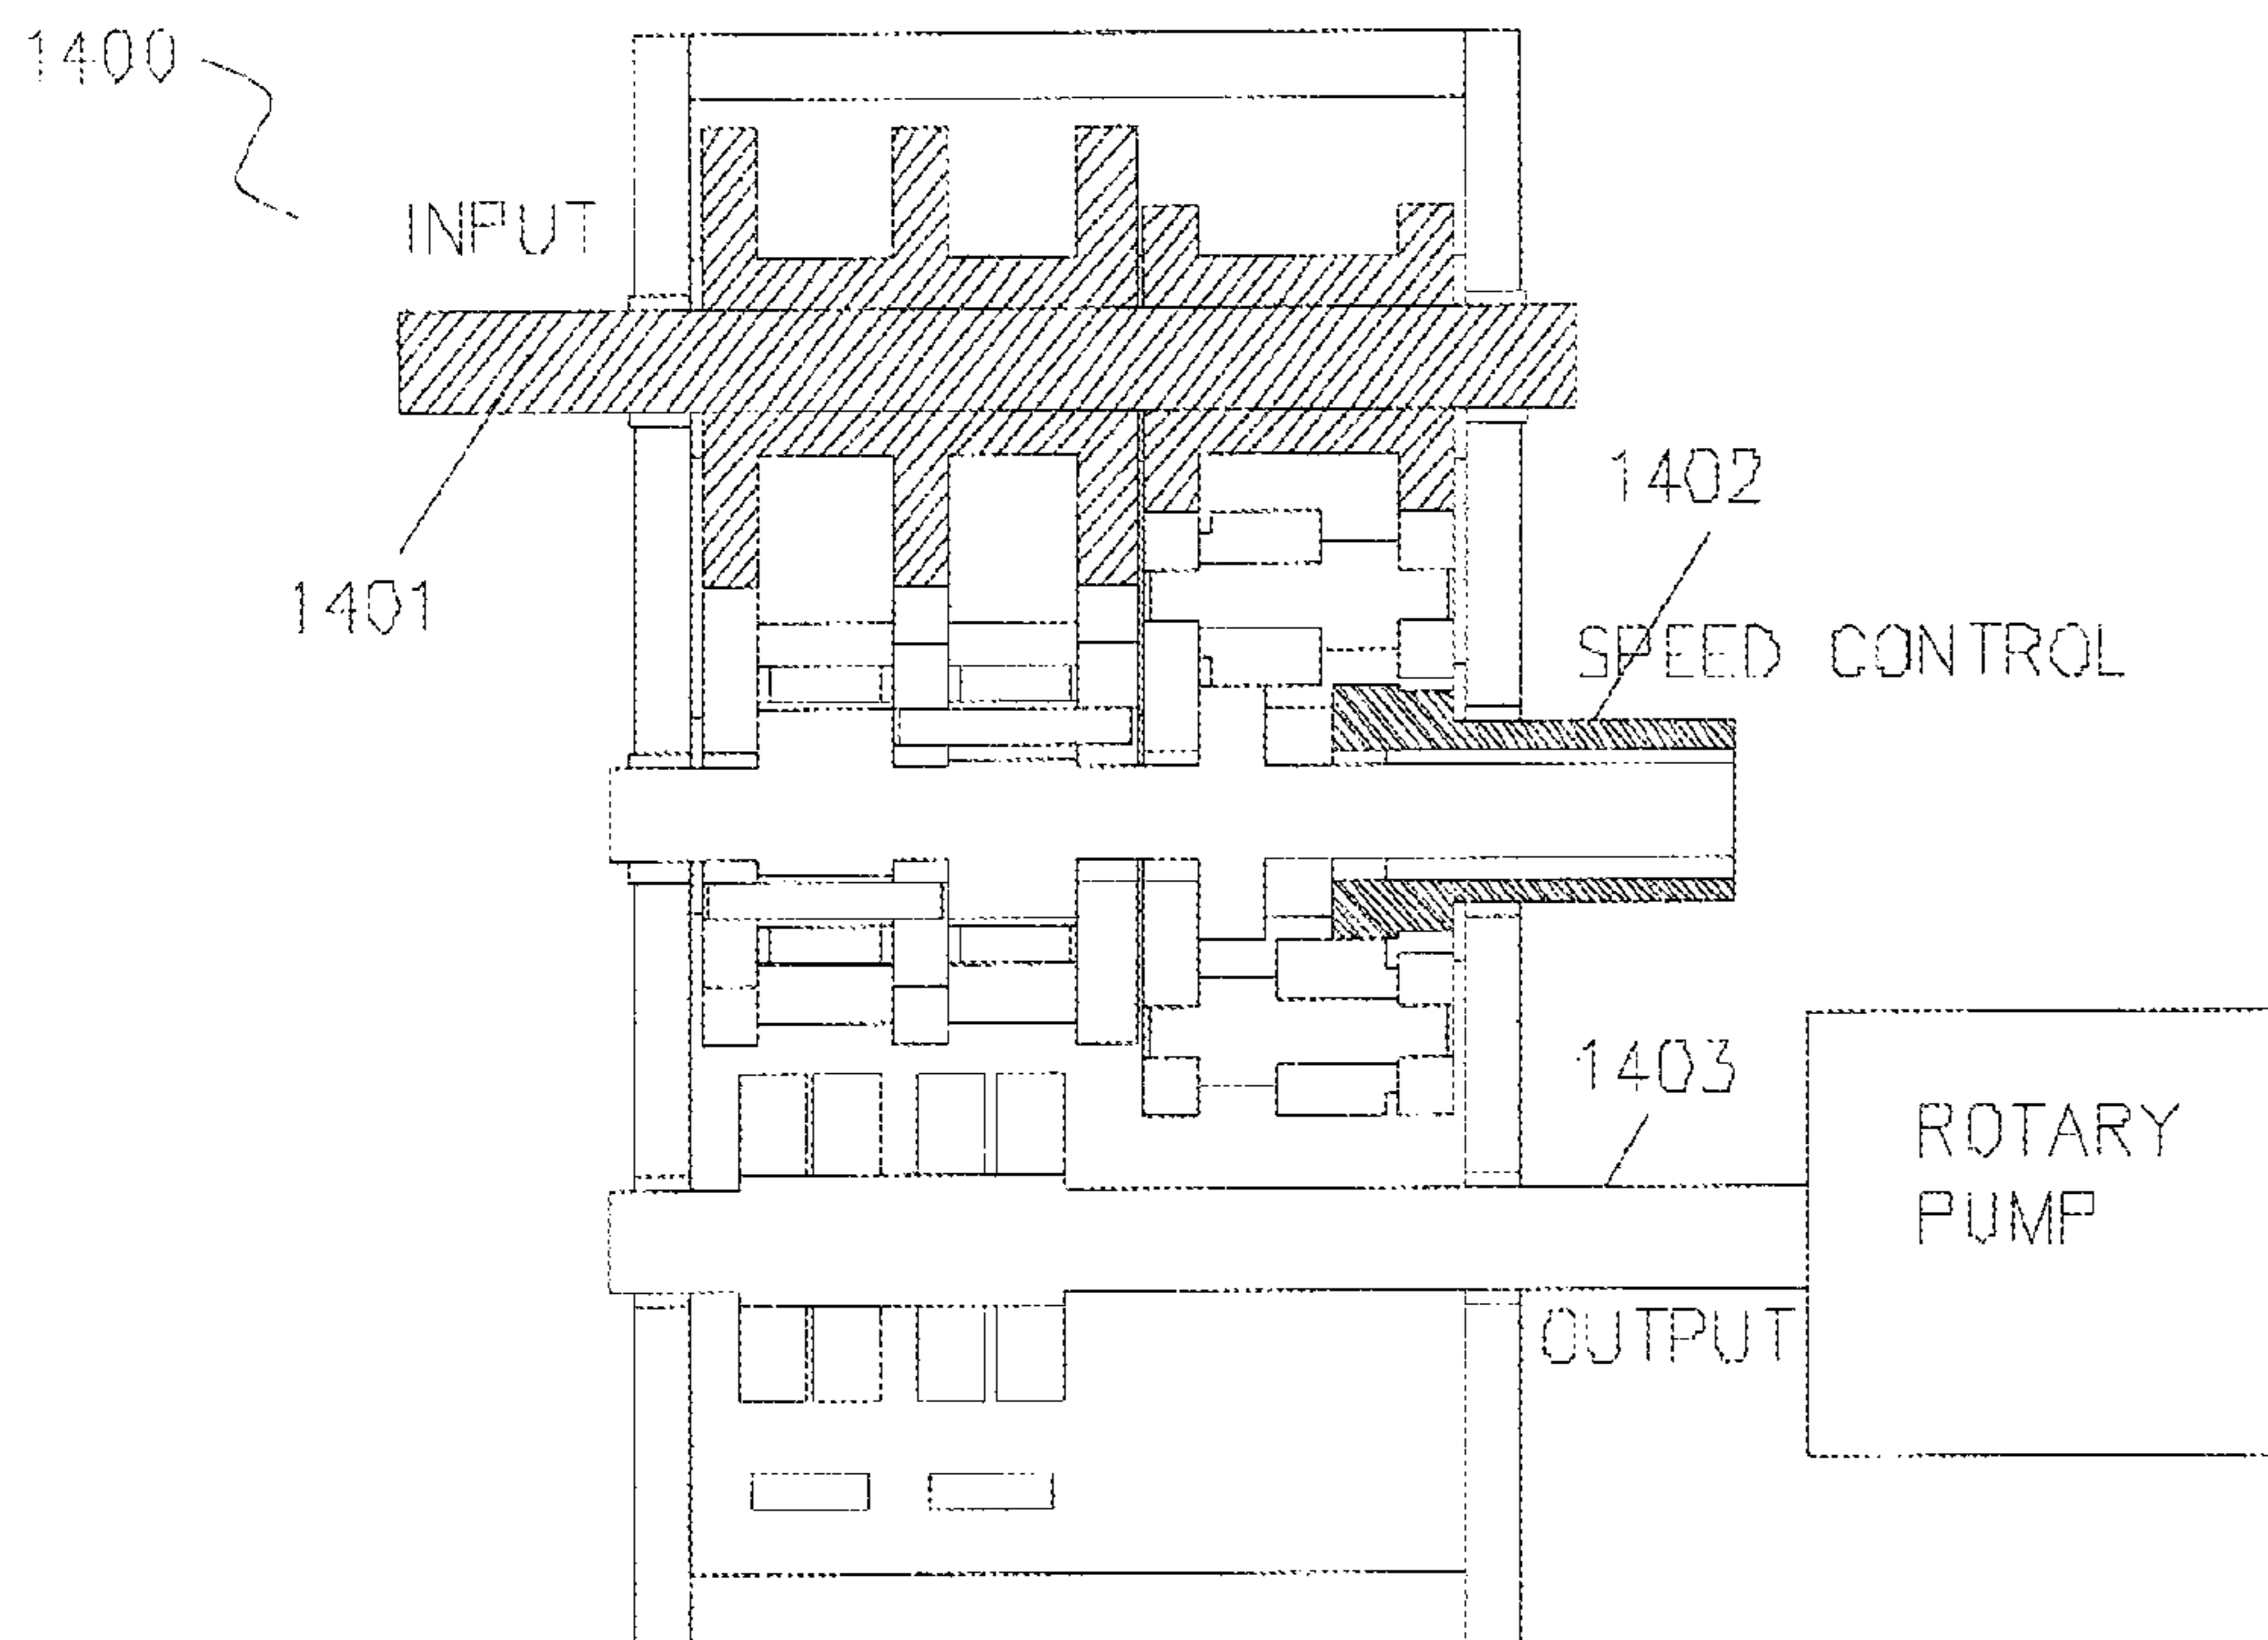 1400
INPUT
1401
1402
SPEED CONTROL
1403
ROTARY
PUMP
OUTPUT